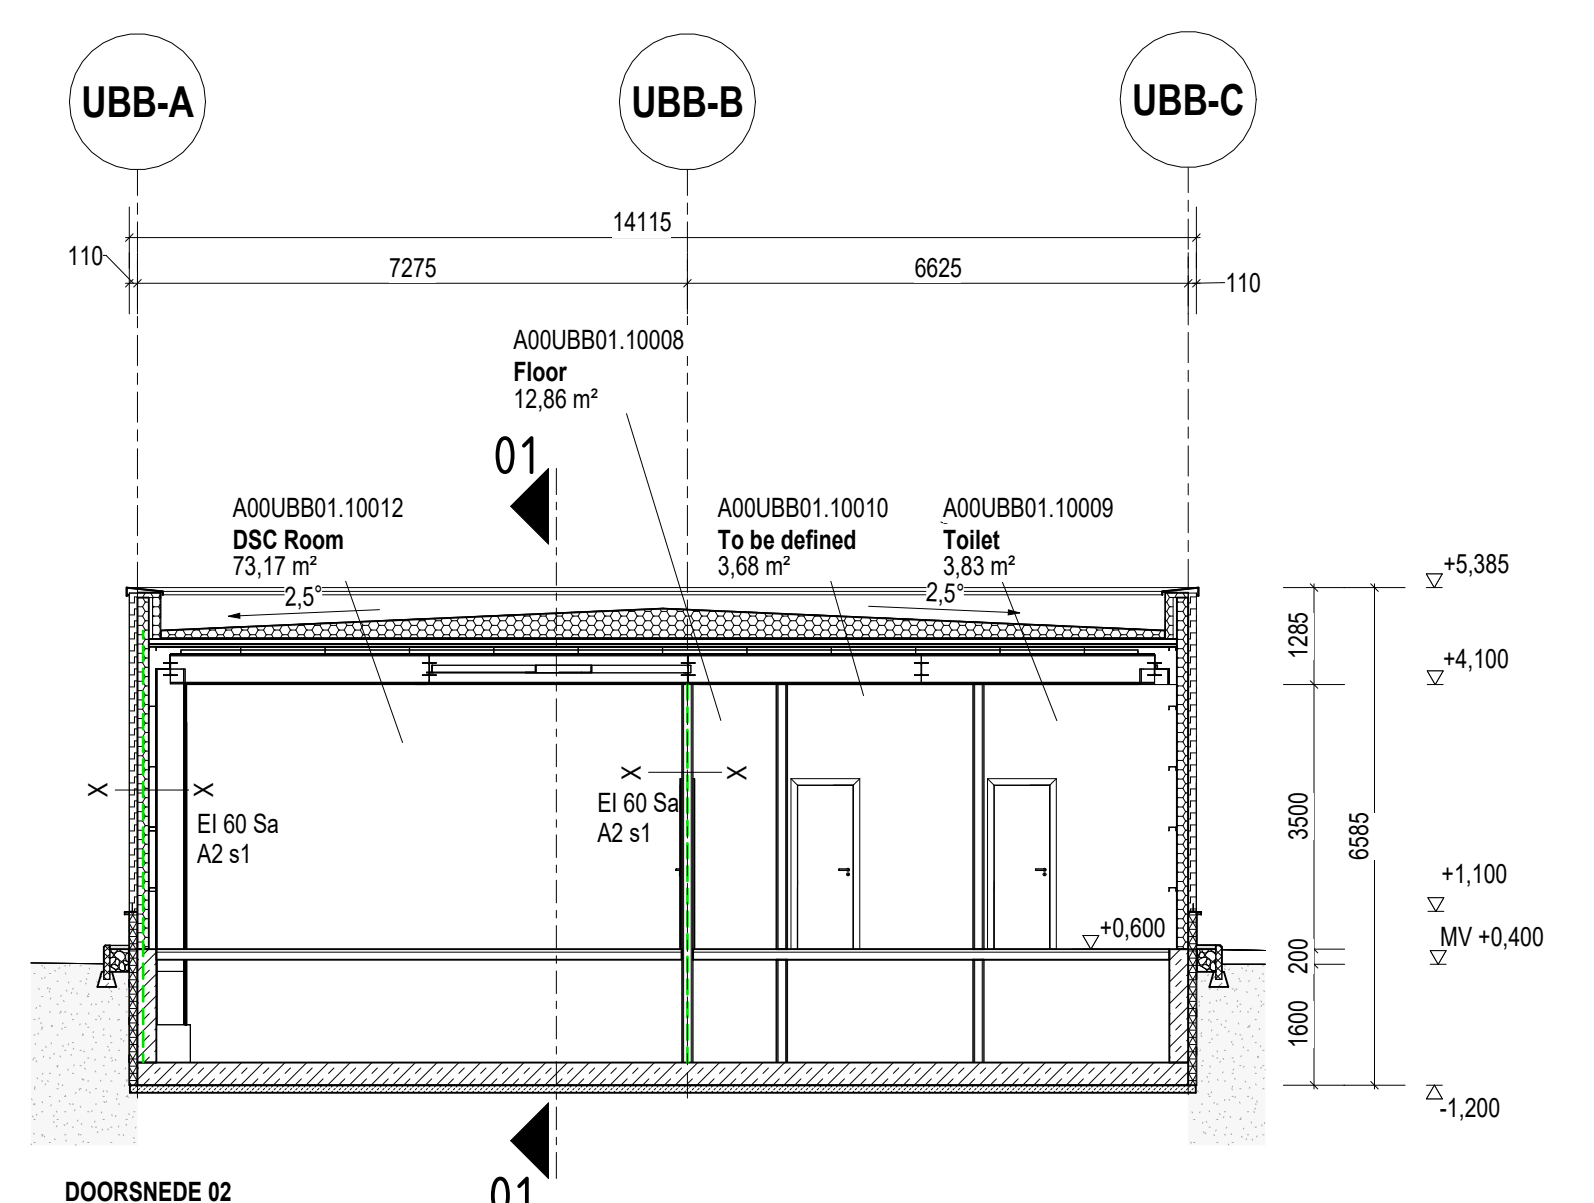 UBB-A
UBB-B
UBB-C
14115
110
7275
6625
110
A00UBB01.10008
Floor
12,86 m²
01
A00UBB01.10012
DSC Room
73,17 m²
A00UBB01.10010
To be defined
3,68 m²
A00UBB01.10009
Toilet
3,83 m²
2,5°
2,5°
+5,385
1285
+4,100
X
X
EI 60 Sa
A2 s1
X
X
EI 60 Sa
A2 s1
3500
6585
+1,100
+0,600
MV +0,400
200
1600
-1,200
01
DOORSNEDE 02